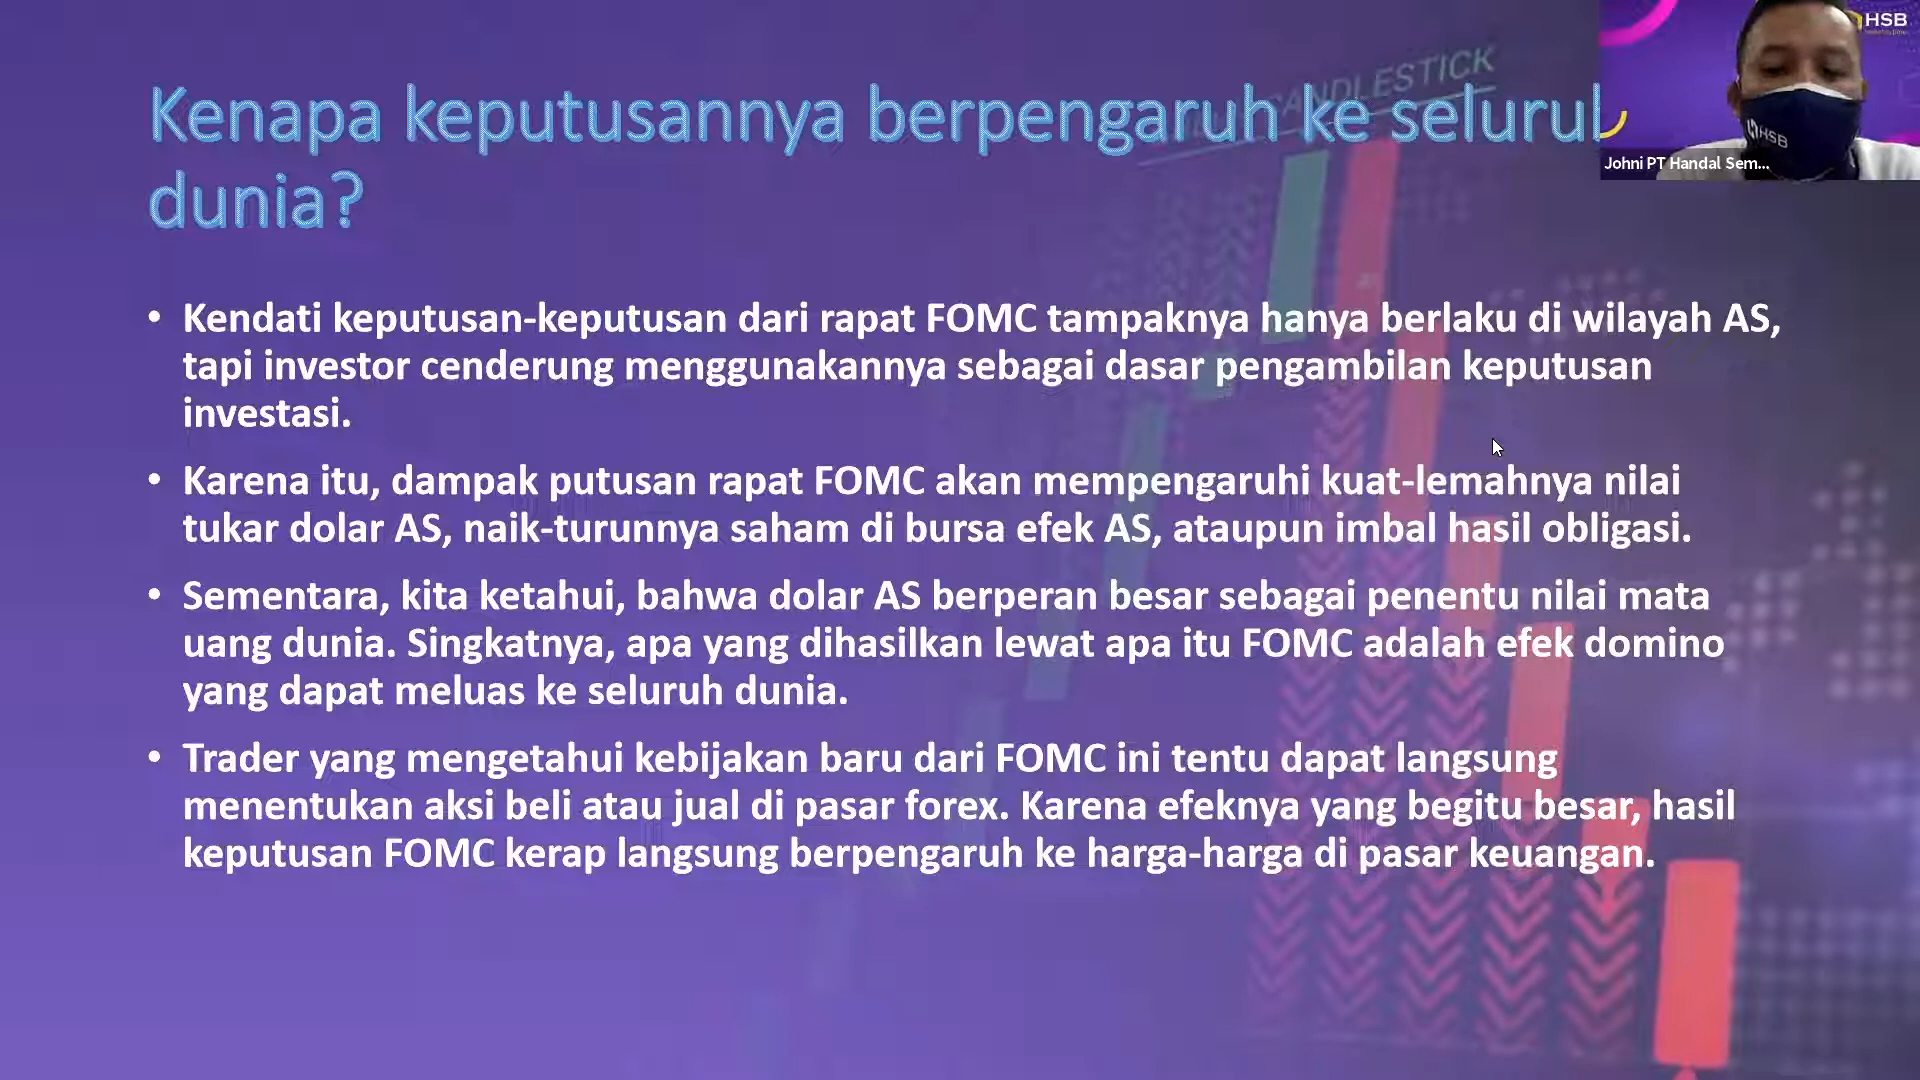 HSB
CANDLESTICK
Kenapa keputusannya berpengaruh ke seluruh
dunia?
HSB
Johni PT Handal Sem...
• Kendati keputusan-keputusan dari rapat FOMC tampaknya hanya berlaku di wilayah AS,
tapi investor cenderung menggunakannya sebagai dasar pengambilan keputusan
investasi.
• Karena itu, dampak putusan rapat FOMC akan mempengaruhi kuat-lemahnya nilai
tukar dolar AS, naik-turunnya saham di bursa efek AS, ataupun imbal hasil obligasi.
• Sementara, kita ketahui, bahwa dolar AS berperan besar sebagai penentu nilai mata
uang dunia. Singkatnya, apa yang dihasilkan lewat apa itu FOMC adalah efek domino
yang dapat meluas ke seluruh dunia.
• Trader yang mengetahui kebijakan baru dari FOMC ini tentu dapat langsung
menentukan aksi beli atau jual di pasar forex. Karena efeknya yang begitu besar, hasil
keputusan FOMC kerap langsung berpengaruh ke harga-harga di pasar keuangan.